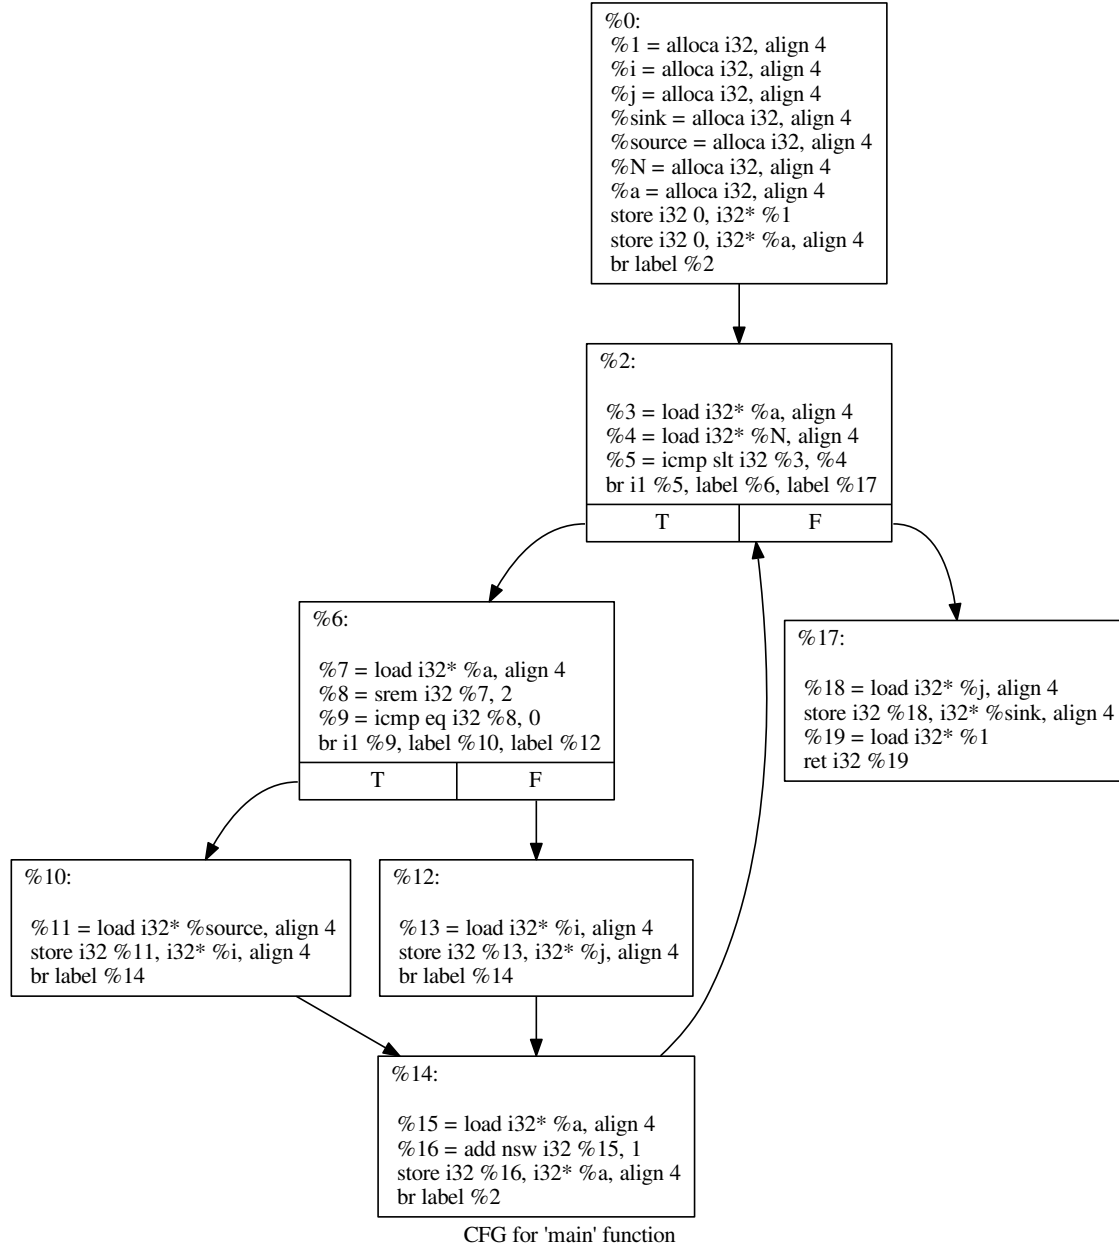 %0:
%1 = alloca i32, align 4
%i = alloca i32, align 4
%j = alloca i32, align 4
%sink = alloca i32, align 4
%source = alloca i32, align 4
%N = alloca i32, align 4
%a = alloca i32, align 4
store i32 0, i32* %1
store i32 0, i32* %a, align 4
br label %2
%2:
%3 = load i32* %a, align 4
%4 = load i32* %N, align 4
%5 = icmp slt i32 %3, %4
br i1 %5, label %6, label %17
T
F
%6:
%7 = load i32* %a, align 4
%8 = srem i32 %7, 2
%9 = icmp eq i32 %8, 0
br i1 %9, label %10, label %12
T
F
%17:
%18 = load i32* %j, align 4
store i32 %18, i32* %sink, align 4
%19 = load i32* %1
ret i32 %19
%10:
%11 = load i32* %source, align 4
store i32 %11, i32* %i, align 4
br label %14
%12:
%13 = load i32* %i, align 4
store i32 %13, i32* %j, align 4
br label %14
%14:
%15 = load i32* %a, align 4
%16 = add nsw i32 %15, 1
store i32 %16, i32* %a, align 4
br label %2
CFG for 'main' function